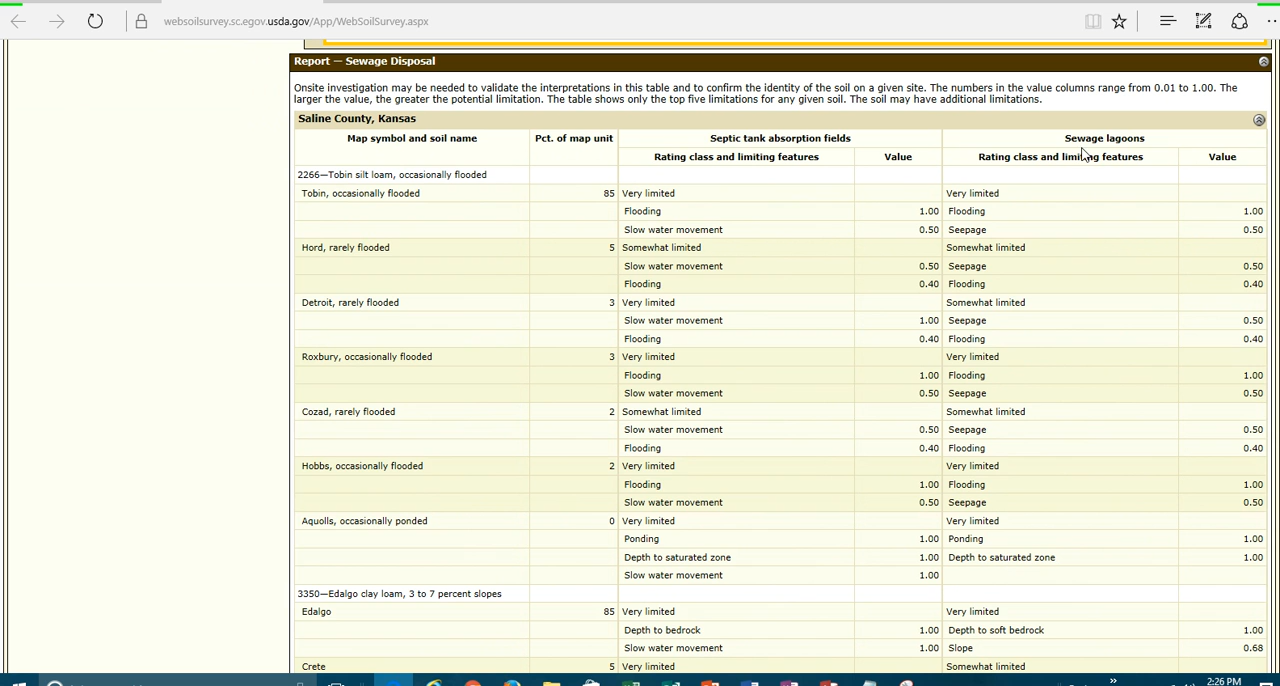 websoilsurvey.sc.egov.usda.gov/App/WebSoilSurvey.aspx
Report — Sewage Disposal
Onsite investigation may be needed to validate the interpretations in this table and to confirm the identity of the soil on a given site. The numbers in the value columns range from 0.01 to 1.00. The
larger the value, the greater the potential limitation. The table shows only the top five limitations for any given soil. The soil may have additional limitations.
Saline County, Kansas
Map symbol and soil name Pct. of map unit Septic tank absorption fields Sewage lagoons
Rating class and limiting features Value Rating class and limiting features Value
2266—Tobin silt loam, occasionally flooded
Tobin, occasionally flooded 85 Very limited Very limited
Flooding 1.00 Flooding 1.00
Slow water movement 0.50 Seepage 0.50
Hord, rarely flooded 5 Somewhat limited Somewhat limited
Slow water movement 0.50 Seepage 0.50
Flooding 0.40 Flooding 0.40
Detroit, rarely flooded 3 Very limited Somewhat limited
Slow water movement 1.00 Seepage 0.50
Flooding 0.40 Flooding 0.40
Roxbury, occasionally flooded 3 Very limited Very limited
Flooding 1.00 Flooding 1.00
Slow water movement 0.50 Seepage 0.50
Cozad, rarely flooded 2 Somewhat limited Somewhat limited
Slow water movement 0.50 Seepage 0.50
Flooding 0.40 Flooding 0.40
Hobbs, occasionally flooded 2 Very limited Very limited
Flooding 1.00 Flooding 1.00
Slow water movement 0.50 Seepage 0.50
Aquolls, occasionally ponded 0 Very limited Very limited
Ponding 1.00 Ponding 1.00
Depth to saturated zone 1.00 Depth to saturated zone 1.00
Slow water movement 1.00
3350—Edalgo clay loam, 3 to 7 percent slopes
Edalgo 85 Very limited Very limited
Depth to bedrock 1.00 Depth to soft bedrock 1.00
Slow water movement 1.00 Slope 0.68
Crete 5 Very limited Somewhat limited
2:26 PM